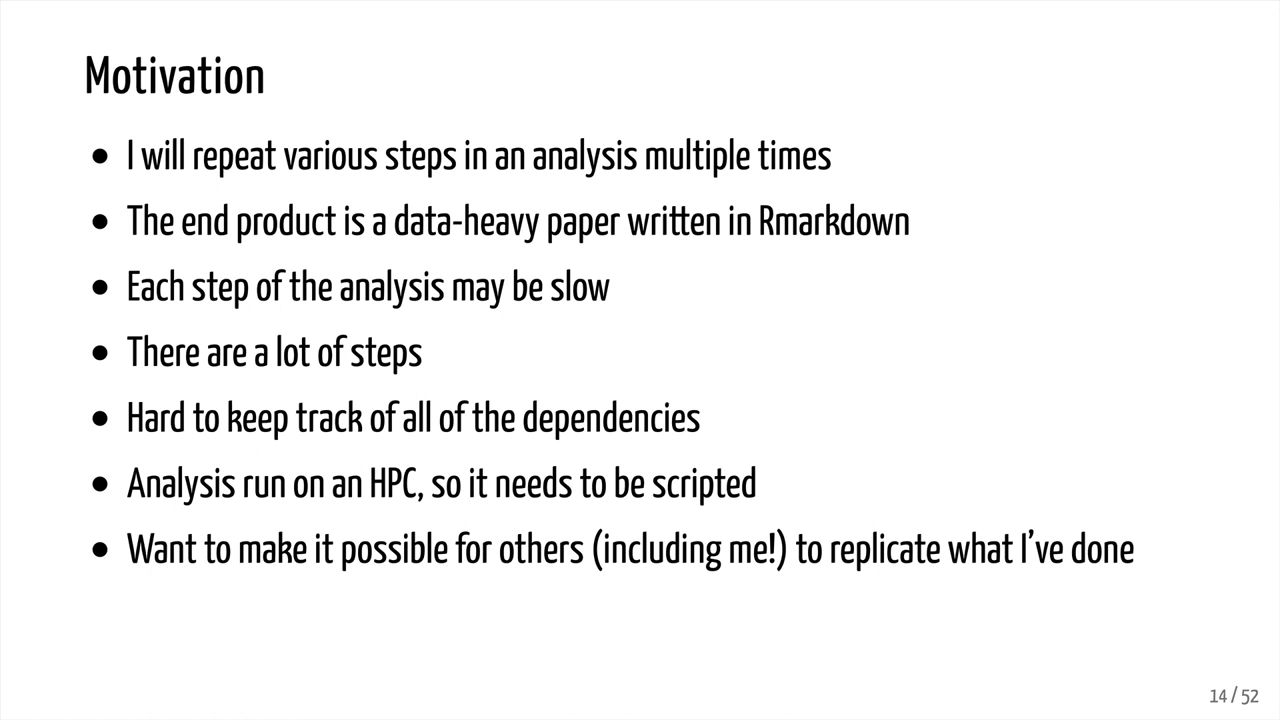 Motivation
• I will repeat various steps in an analysis multiple times
• The end product is a data-heavy paper written in Rmarkdown
• Each step of the analysis may be slow
• There are a lot of steps
• Hard to keep track of all of the dependencies
• Analysis run on an HPC, so it needs to be scripted
• Want to make it possible for others (including me!) to replicate what I’ve done
14 / 52